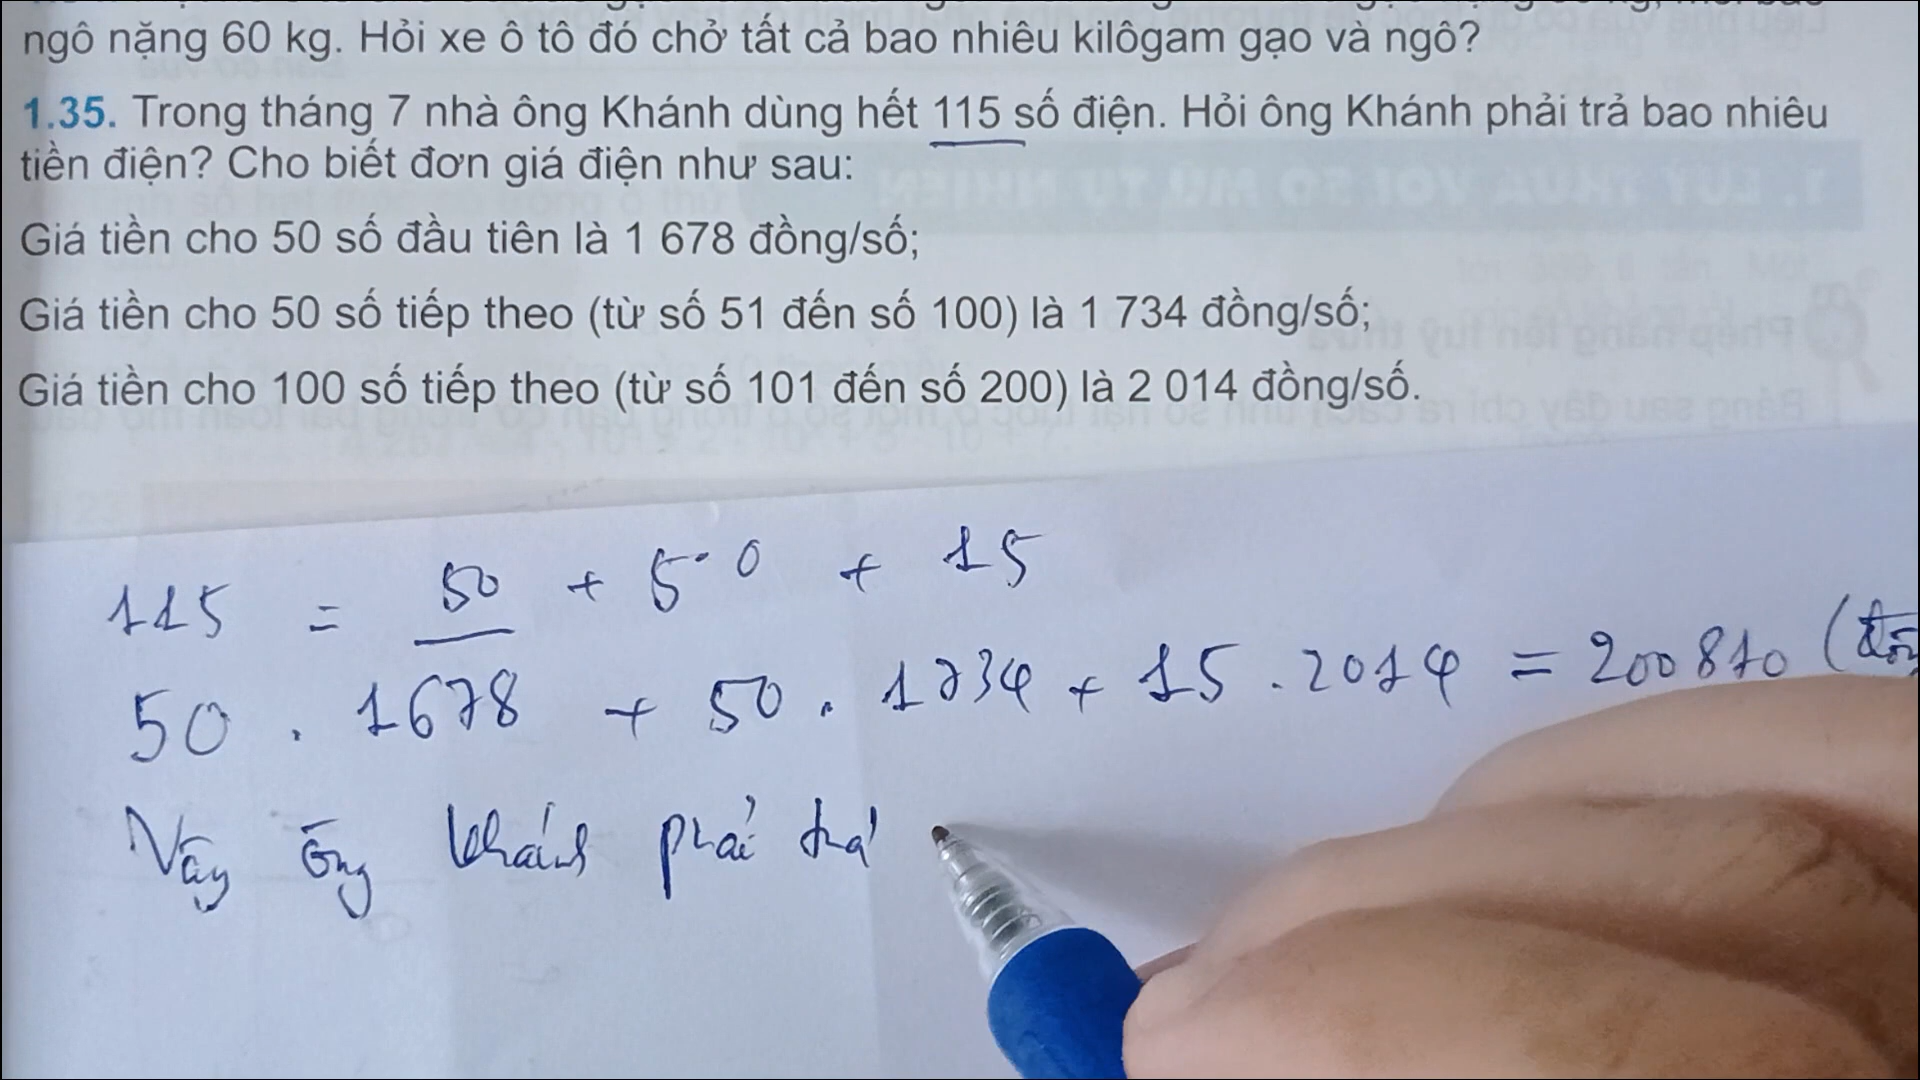 ngô nặng 60 kg. Hỏi xe ô tô đó chở tất cả bao nhiêu kilôgam gạo và ngô?
1.35. Trong tháng 7 nhà ông Khánh dùng hết 115 số điện. Hỏi ông Khánh phải trả bao nhiêu
tiền điện? Cho biết đơn giá điện như sau:
Giá tiền cho 50 số đầu tiên là 1 678 đồng/số;
Giá tiền cho 50 số tiếp theo (từ số 51 đến số 100) là 1 734 đồng/số;
Giá tiền cho 100 số tiếp theo (từ số 101 đến số 200) là 2 014 đồng/số.
115 = 50 + 50 + 15
50 . 1678 + 50 . 1734 + 15 . 2014 = 200810 (đồn
Vậy ông Khánh phải trả